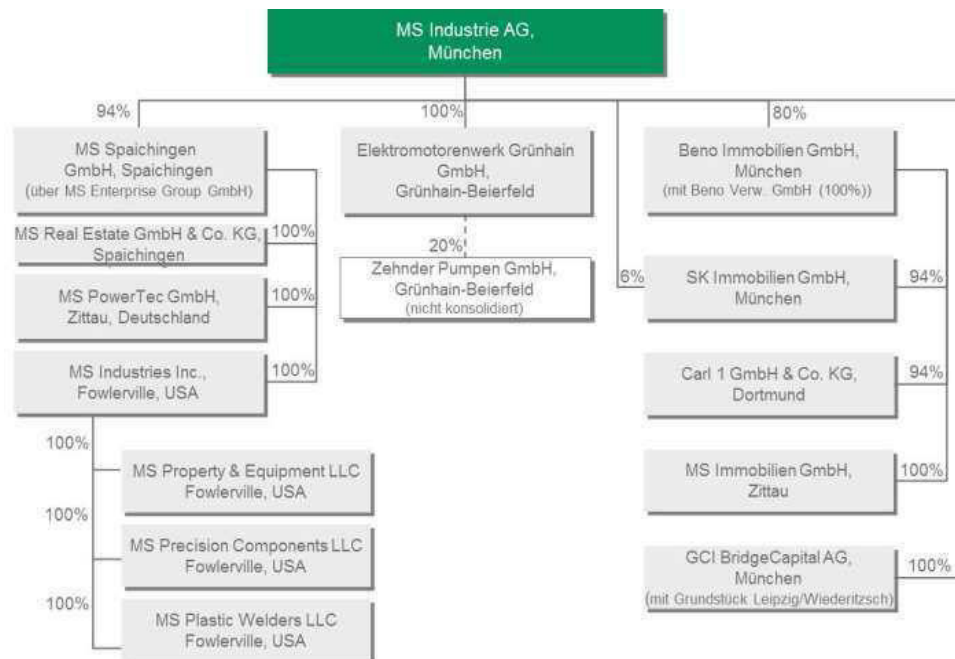 MS Industrie AG,
München
94%
100%
80%
MS Spaichingen
GmbH, Spaichingen
(über MS Enterprise Group GmbH)
Elektromotorenwerk Grünhain
GmbH,
Grünhain-Beierfeld
Beno Immobilien GmbH,
München
(mit Beno Verw. GmbH (100%))
MS Real Estate GmbH & Co. KG,
Spaichingen
100%
20%
Zehnder Pumpen GmbH,
Grünhain-Beierfeld
(nicht konsolidiert)
6%
SK Immobilien GmbH,
München
94%
MS PowerTec GmbH,
Zittau, Deutschland
100%
MS Industries Inc.,
Fowlerville, USA
100%
Carl 1 GmbH & Co. KG,
Dortmund
94%
100%
MS Property & Equipment LLC
Fowlerville, USA
MS Immobilien GmbH,
Zittau
100%
100%
MS Precision Components LLC
Fowlerville, USA
GCI BridgeCapital AG,
München
(mit Grundstück Leipzig/Wiederitzsch)
100%
100%
MS Plastic Welders LLC
Fowlerville, USA